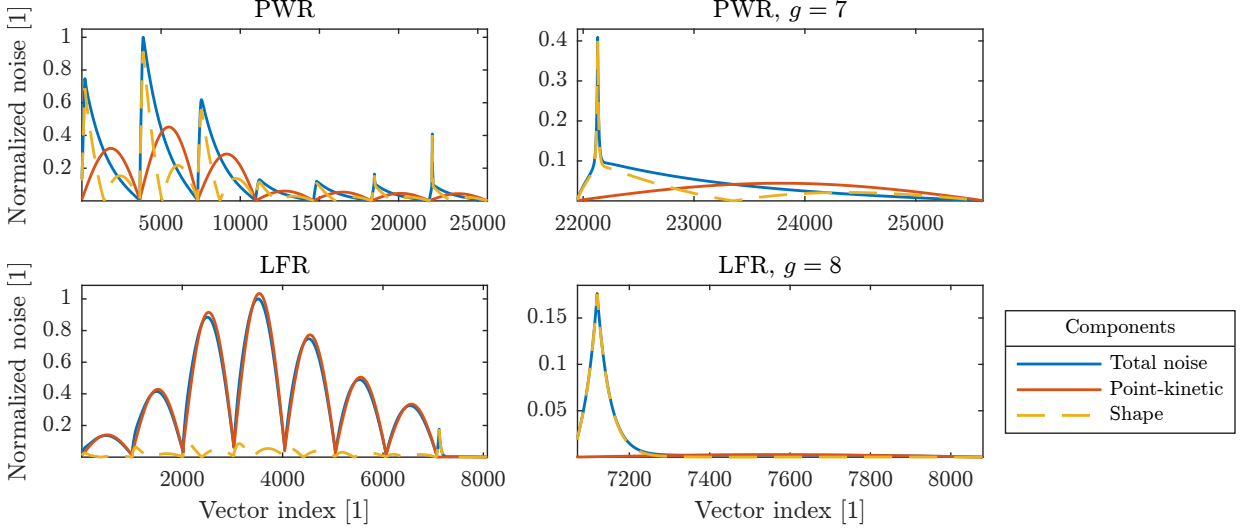 PWR
PWR, g = 7
Normalized noise [1]
1
0.8
0.6
0.4
0.2
5000 10000 15000 20000 25000
0.4
0.3
0.2
0.1
22000 23000 24000 25000
LFR
LFR, g = 8
Normalized noise [1]
1
0.8
0.6
0.4
0.2
2000 4000 6000 8000
Vector index [1]
0.15
0.1
0.05
7200 7400 7600 7800 8000
Vector index [1]
Components
Total noise
Point-kinetic
Shape